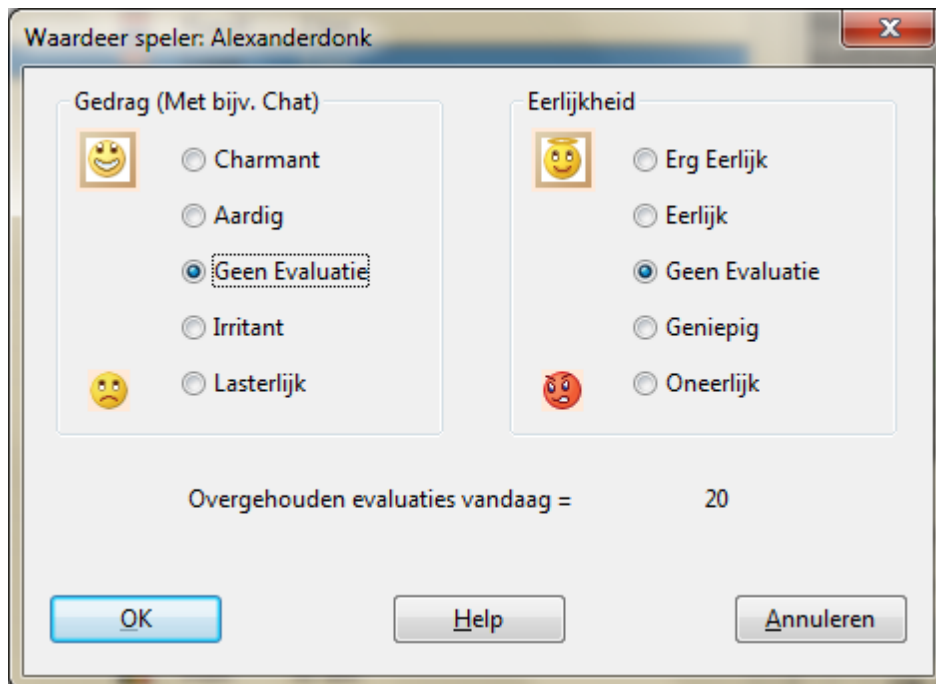 Waardeer speler: Alexanderdonk
Gedrag (Met bijv. Chat)
Charmant
Aardig
Geen Evaluatie
Irritant
Lasterlijk
Eerlijkheid
Erg Eerlijk
Eerlijk
Geen Evaluatie
Geniepig
Oneerlijk
Overgehouden evaluaties vandaag = 20
OK
Help
Annuleren